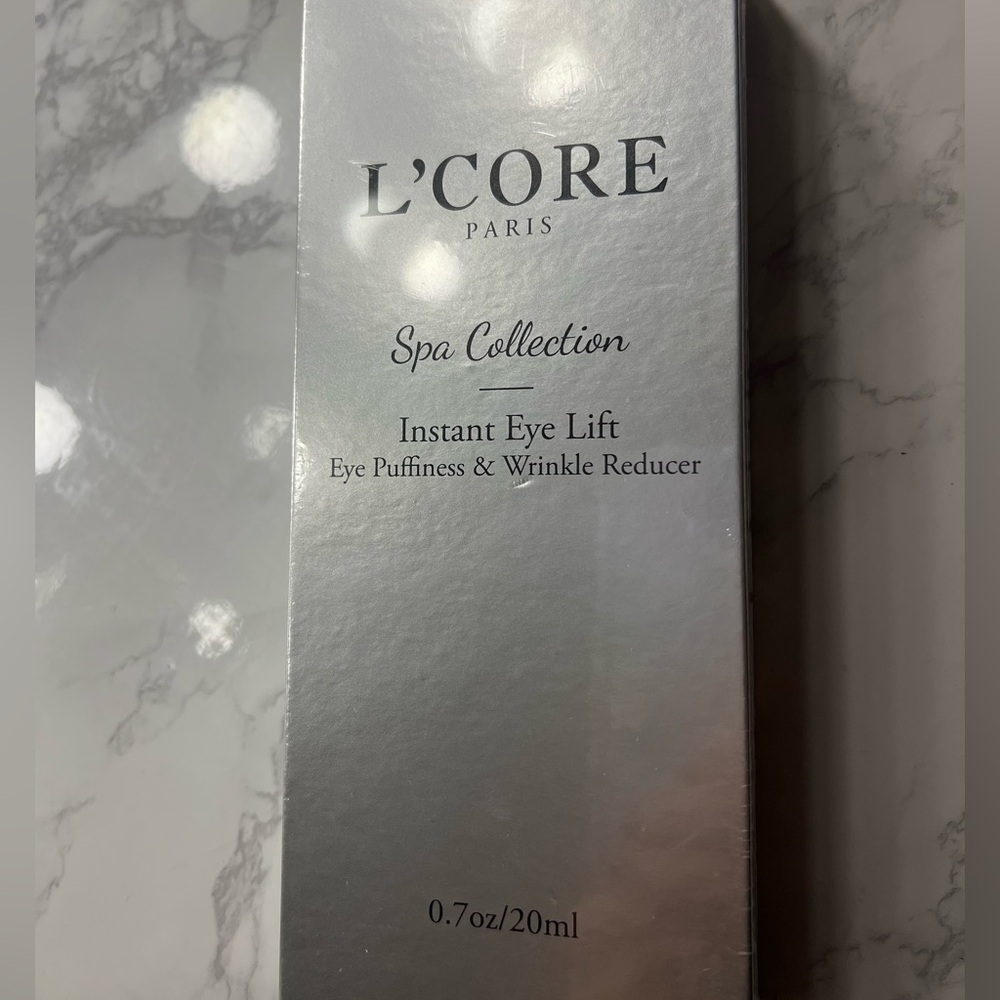 L'CORE
PARIS
Spa Collection
Instant Eye Lift
Eye Puffiness & Wrinkle Reducer
0.7oz/20ml